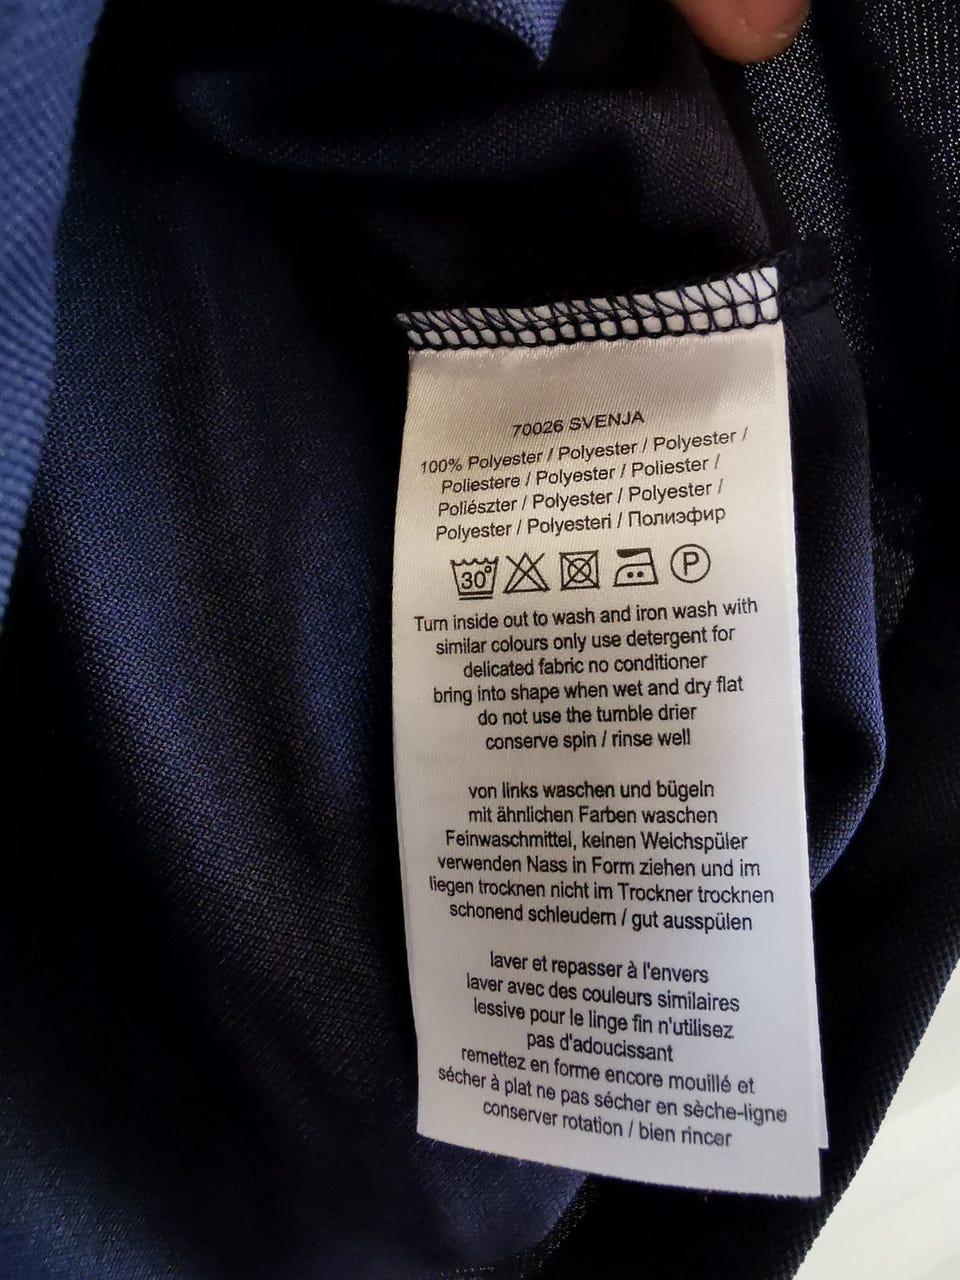 70026 SVENJA
100% Polyester / Polyester / Polyester /
Poliestere / Polyester / Poliester /
Poliészter / Polyester / Polyester /
Polyester / Polyesteri / Полиэфир
30° P
Turn inside out to wash and iron wash with
similar colours only use detergent for
delicated fabric no conditioner
bring into shape when wet and dry flat
do not use the tumble drier
conserve spin / rinse well
von links waschen und bügeln
mit ähnlichen Farben waschen
Feinwaschmittel, keinen Weichspüler
verwenden Nass in Form ziehen und im
liegen trocknen nicht im Trockner trocknen
schonend schleudern / gut ausspülen
laver et repasser à l'envers
laver avec des couleurs similaires
lessive pour le linge fin n'utilisez
pas d'adoucissant
remettez en forme encore mouillé et
sécher à plat ne pas sécher en sèche-ligne
conserver rotation / bien rincer